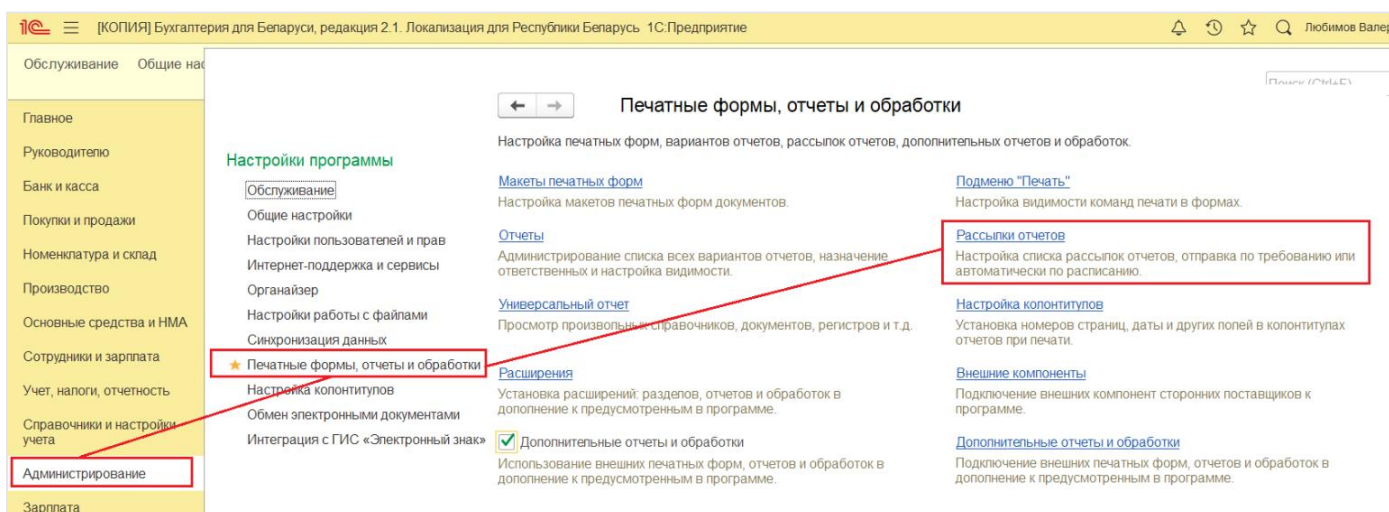 1С [КОПИЯ] Бухгалтерия для Беларуси, редакция 2.1. Локализация для Республики Беларусь 1С:Предприятие Любимов Валер
Обслуживание Общие нас
Поиск (Ctrl+F)
Главное
Руководителю
Банк и касса
Покупки и продажи
Номенклатура и склад
Производство
Основные средства и НМА
Сотрудники и зарплата
Учет, налоги, отчетность
Справочники и настройки
учета
Администрирование
Зарплата
Настройки программы
Обслуживание
Общие настройки
Настройки пользователей и прав
Интернет-поддержка и сервисы
Органайзер
Настройки работы с файлами
Синхронизация данных
Печатные формы, отчеты и обработки
Настройка колонтитулов
Обмен электронными документами
Интеграция с ГИС «Электронный знак»
Печатные формы, отчеты и обработки
Настройка печатных форм, вариантов отчетов, рассылок отчетов, дополнительных отчетов и обработок.
Макеты печатных форм
Настройка макетов печатных форм документов.
Отчеты
Администрирование списка всех вариантов отчетов, назначение
ответственных и настройка видимости.
Универсальный отчет
Просмотр произвольных справочников, документов, регистров и т.д.
Расширения
Установка расширений: разделов, отчетов и обработок в
дополнение к предусмотренным в программе.
Дополнительные отчеты и обработки
Использование внешних печатных форм, отчетов и обработок в
дополнение к предусмотренным в программе.
Подменю "Печать"
Настройка видимости команд печати в формах.
Рассылки отчетов
Настройка списка рассылок отчетов, отправка по требованию или
автоматически по расписанию.
Настройка колонтитулов
Установка номеров страниц, даты и других полей в колонтитулах
отчетов при печати.
Внешние компоненты
Подключение внешних компонент сторонних поставщиков к
программе.
Дополнительные отчеты и обработки
Подключение внешних печатных форм, отчетов и обработок в
дополнение к предусмотренным в программе.